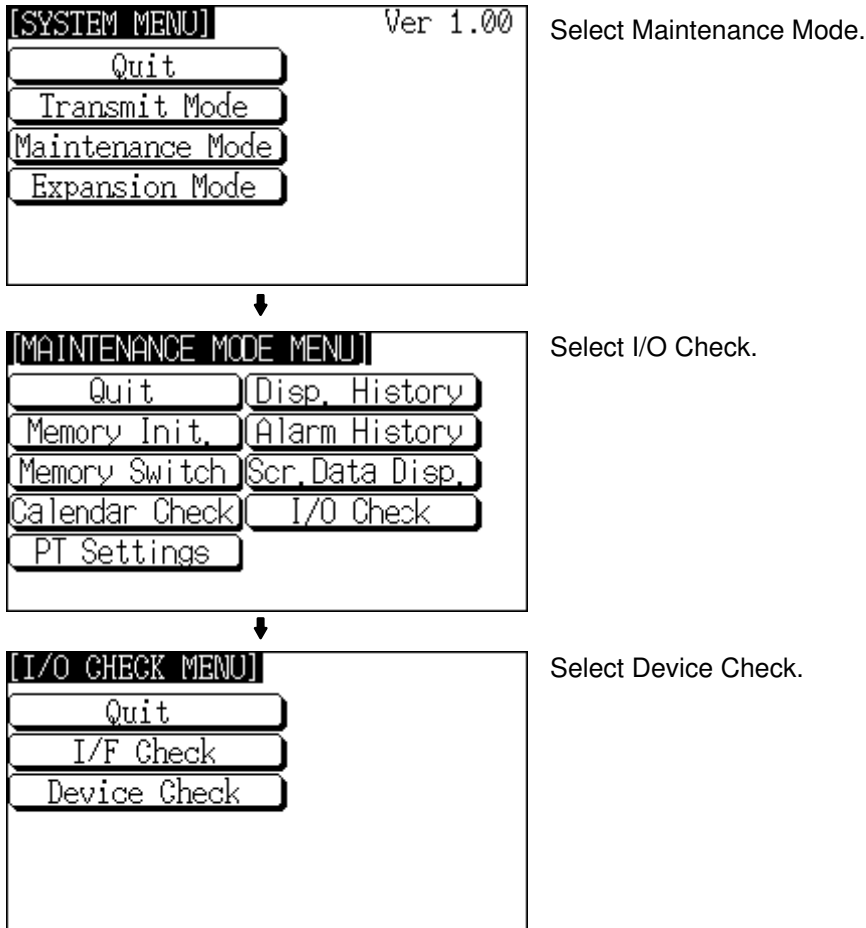 [SYSTEM MENU] Ver 1.00
Select Maintenance Mode.
Quit
Transmit Mode
Maintenance Mode
Expansion Mode
[MAINTENANCE MODE MENU]
Select I/O Check.
Quit Disp. History
Memory Init. Alarm History
Memory Switch Scr.Data Disp.
Calendar Check I/O Check
PT Settings
[I/O CHECK MENU]
Select Device Check.
Quit
I/F Check
Device Check